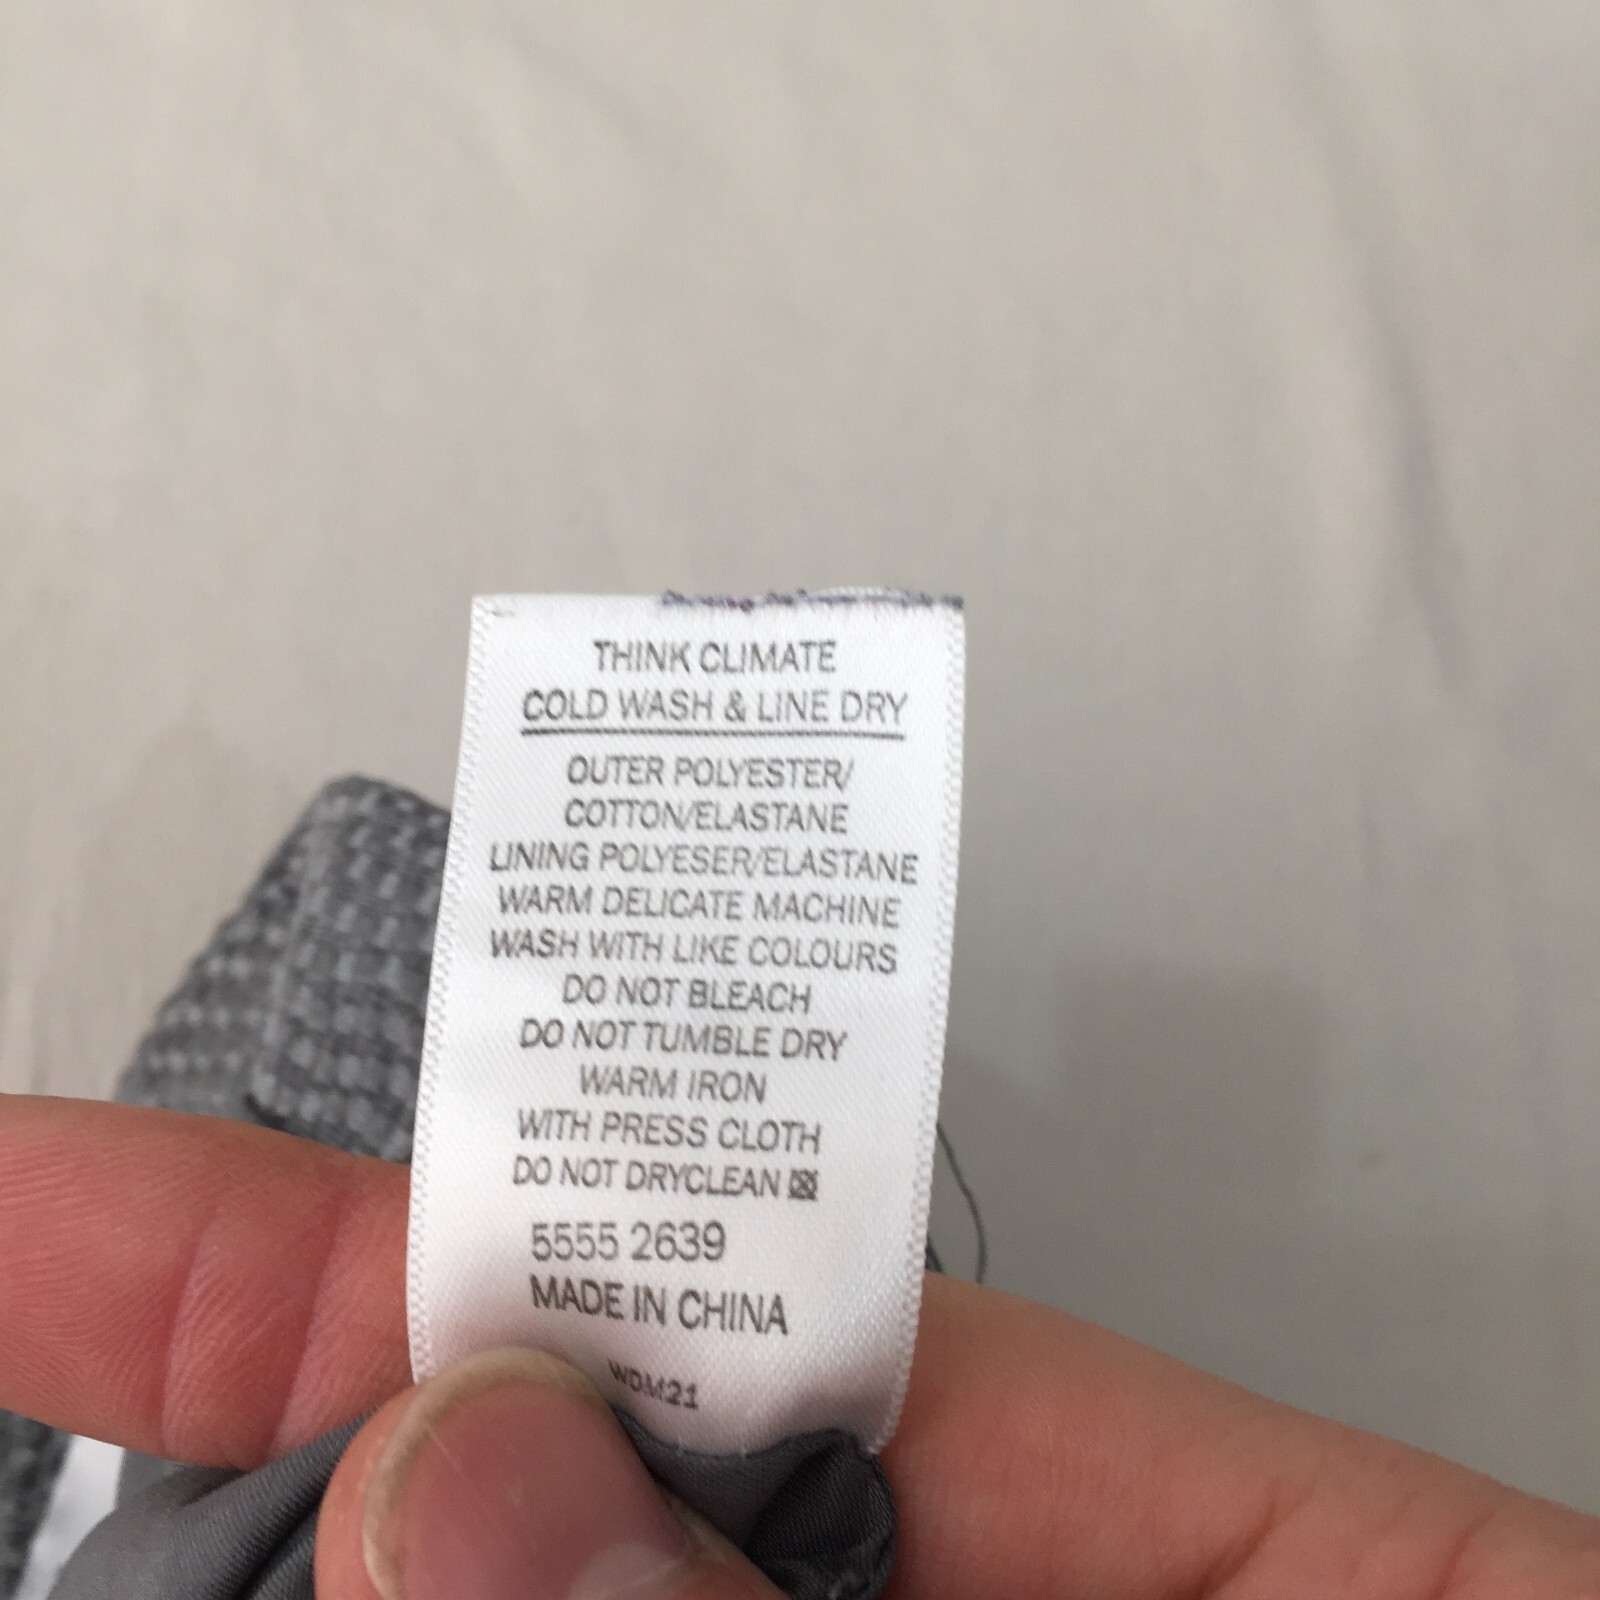 THINK CLIMATE
COLD WASH & LINE DRY
OUTER POLYESTER/
COTTON/ELASTANE
LINING POLYESER/ELASTANE
WARM DELICATE MACHINE
WASH WITH LIKE COLOURS
DO NOT BLEACH
DO NOT TUMBLE DRY
WARM IRON
WITH PRESS CLOTH
DO NOT DRYCLEAN
5555 2639
MADE IN CHINA
WDM21